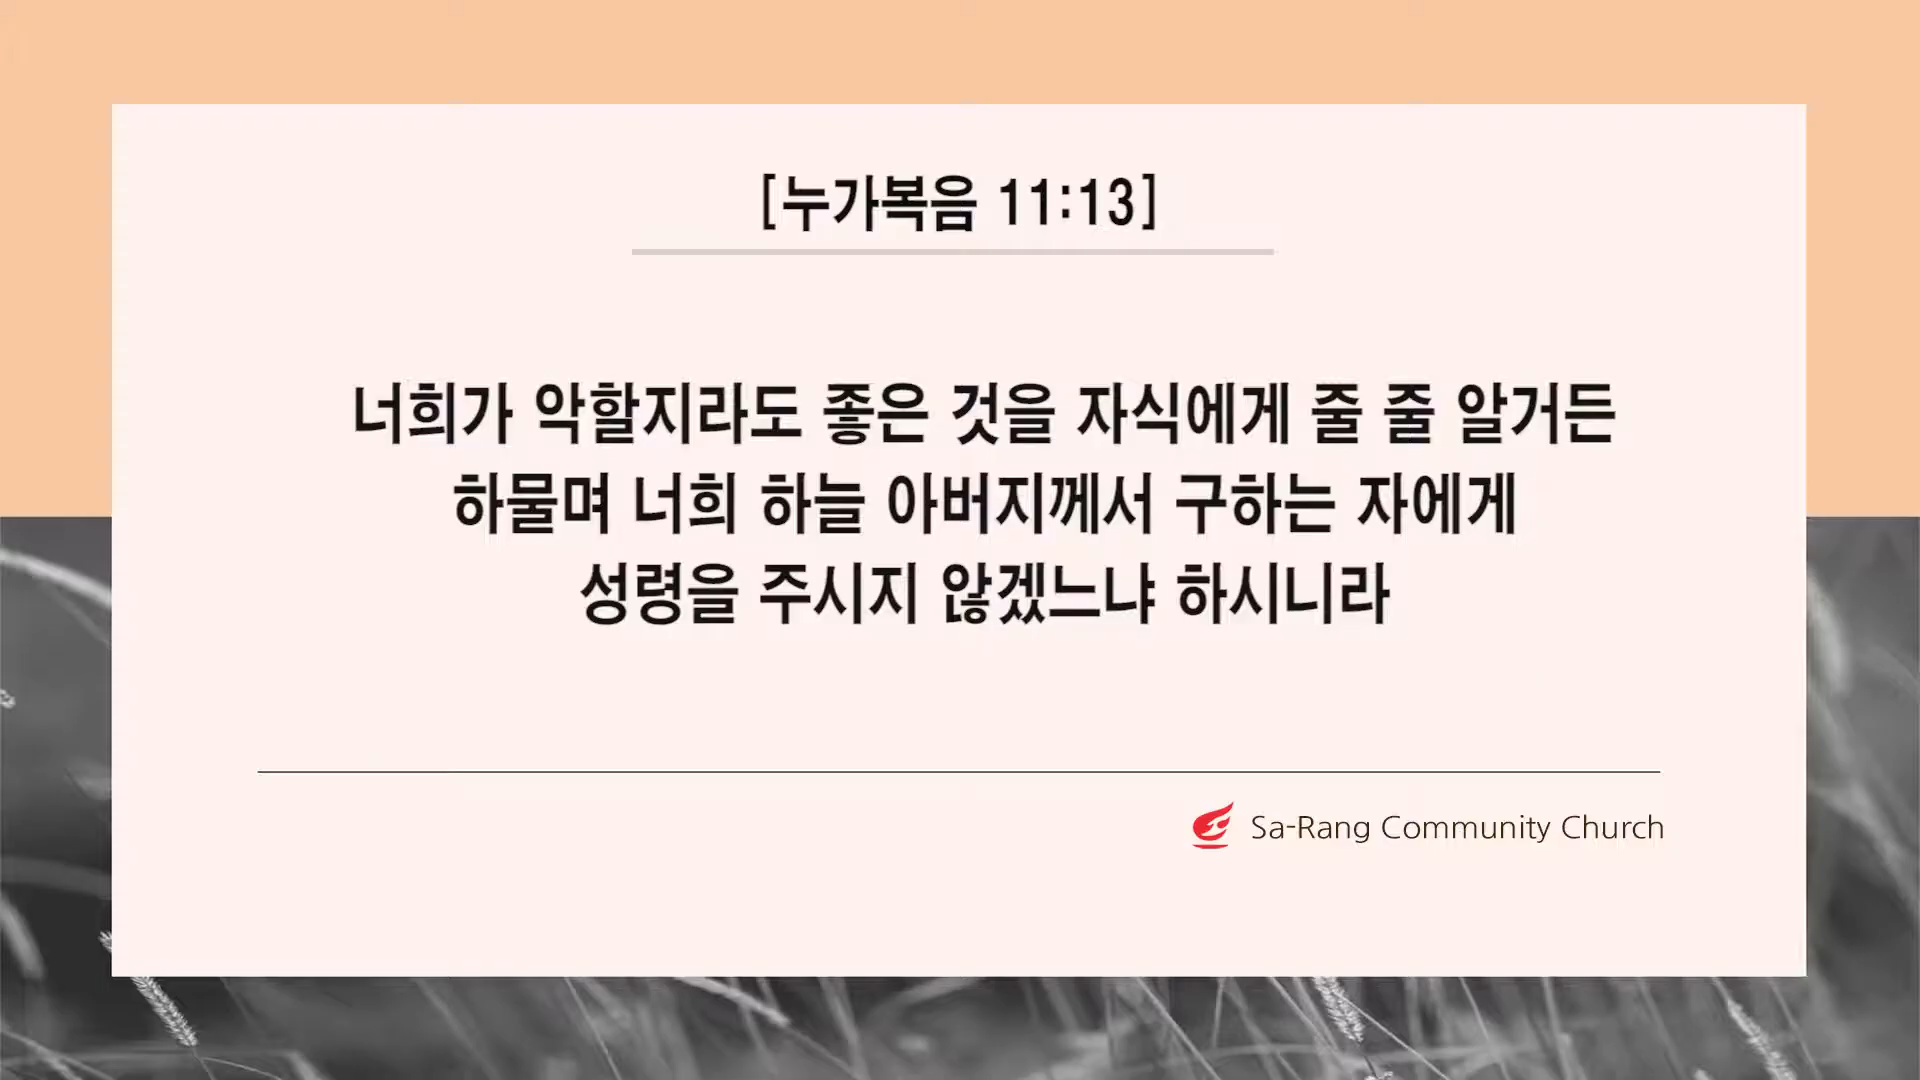 [누가복음 11:13]
너희가 악할지라도 좋은 것을 자식에게 줄 줄 알거든
하물며 너희 하늘 아버지께서 구하는 자에게
성령을 주시지 않겠느냐 하시니라
Sa-Rang Community Church